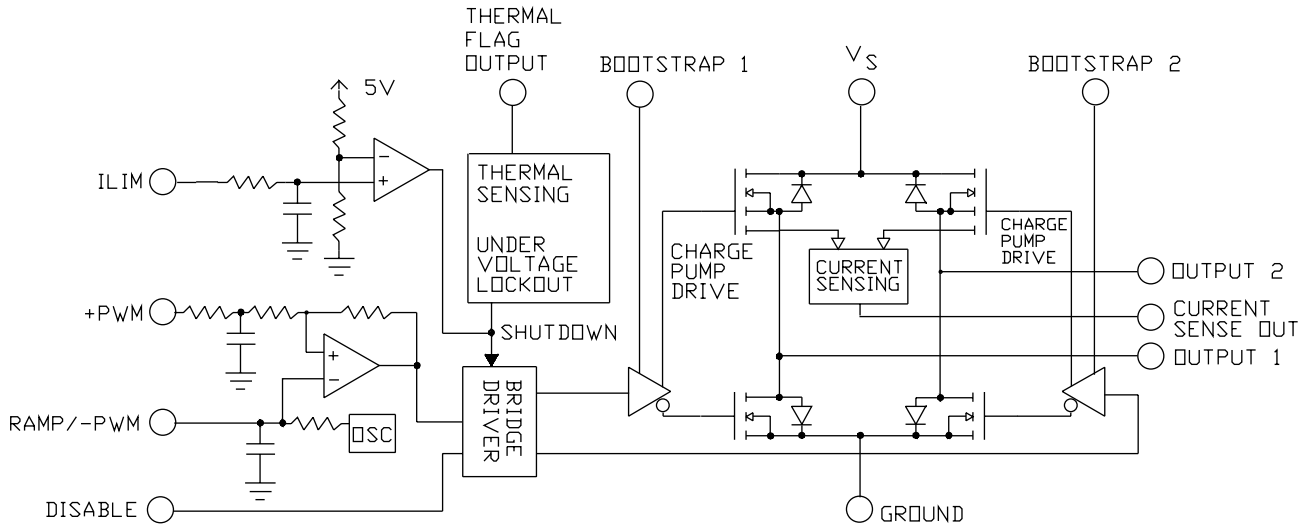 THERMAL
FLAG
OUTPUT
BOOTSTRAP 1
VS
BOOTSTRAP 2
5V
ILIM
−
+
THERMAL
SENSING
UNDER
VOLTAGE
LOCKOUT
CHARGE
PUMP
DRIVE
CURRENT
SENSING
CHARGE
PUMP
DRIVE
OUTPUT 2
CURRENT
SENSE OUT
OUTPUT 1
+PWM
SHUTDOWN
+
−
BRIDGE
DRIVER
RAMP/-PWM
OSC
DISABLE
GROUND